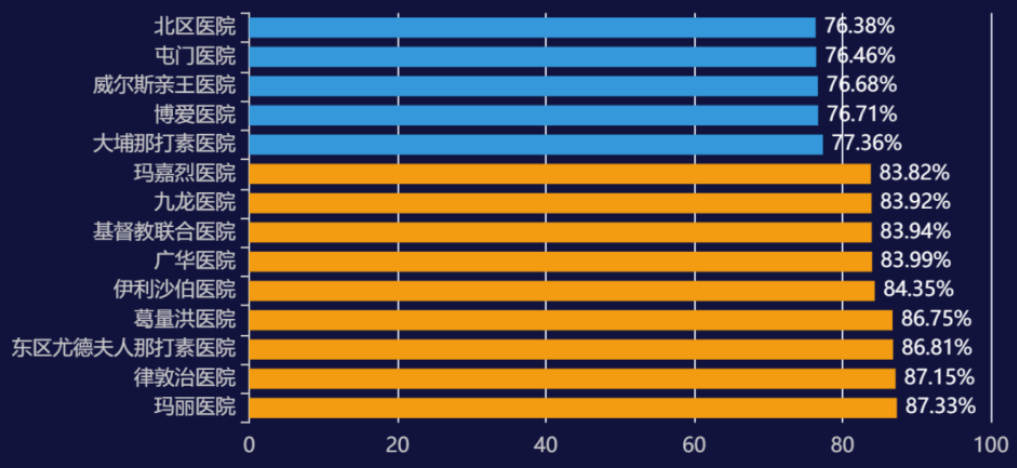 北区医院 76.38%
屯门医院 76.46%
威尔斯亲王医院 76.68%
博爱医院 76.71%
大埔那打素医院 77.36%
玛嘉烈医院 83.82%
九龙医院 83.92%
基督教联合医院 83.94%
广华医院 83.99%
伊利沙伯医院 84.35%
葛量洪医院 86.75%
东区尤德夫人那打素医院 86.81%
律敦治医院 87.15%
玛丽医院 87.33%
0 20 40 60 80 100